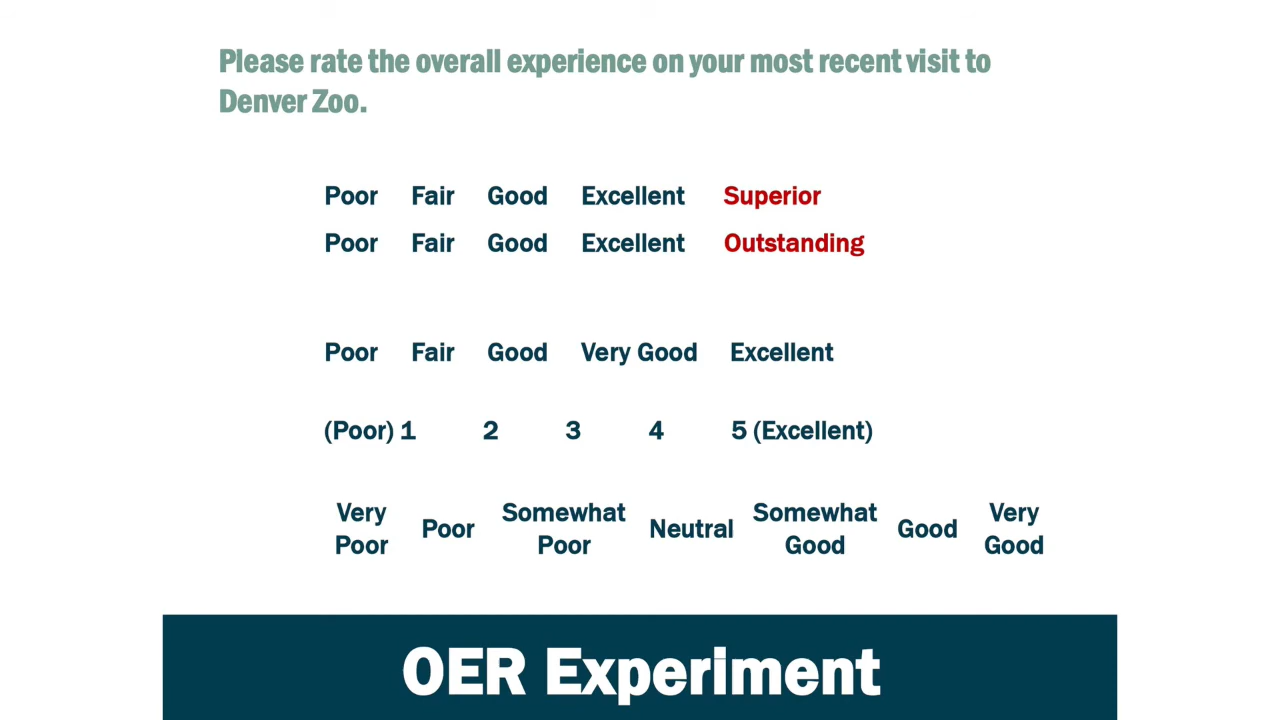 Please rate the overall experience on your most recent visit to
Denver Zoo.
Poor Fair Good Excellent Superior
Poor Fair Good Excellent Outstanding
Poor Fair Good Very Good Excellent
(Poor) 1 2 3 4 5 (Excellent)
Very Poor Poor Somewhat Poor Neutral Somewhat Good Good Very Good
OER Experiment